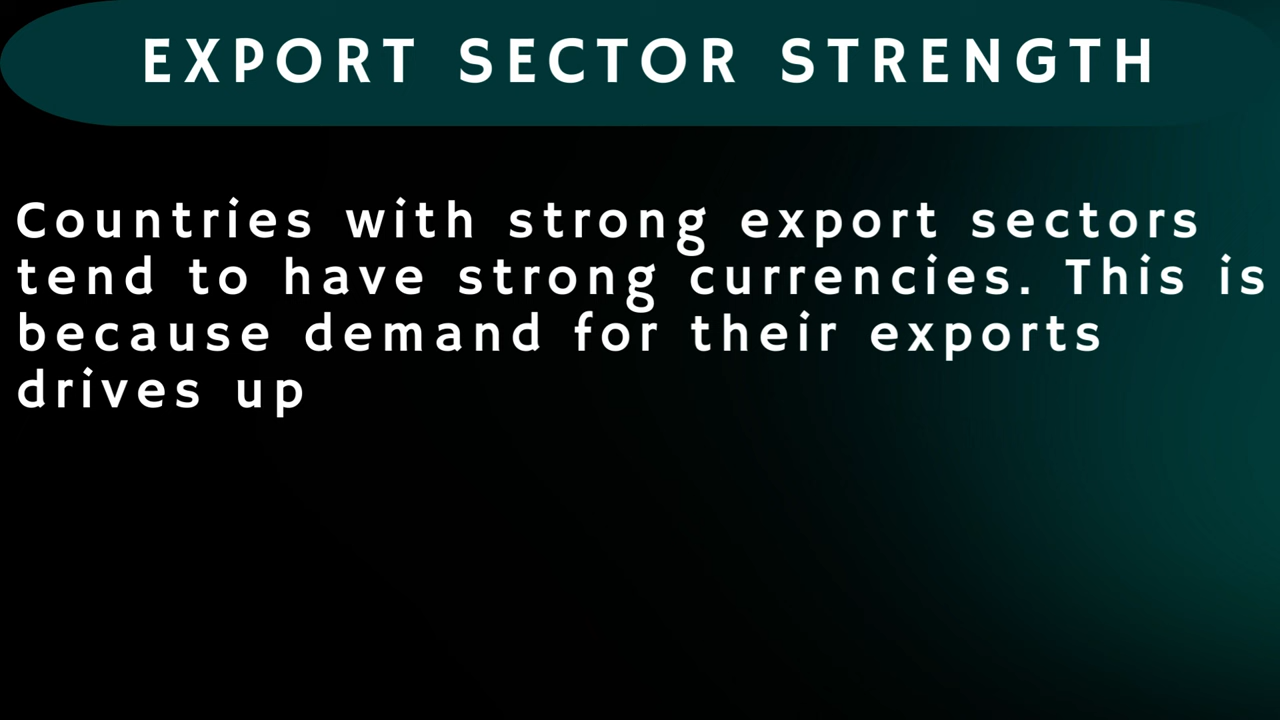 EXPORT SECTOR STRENGTH
Countries with strong export sectors
tend to have strong currencies. This is
because demand for their exports
drives up